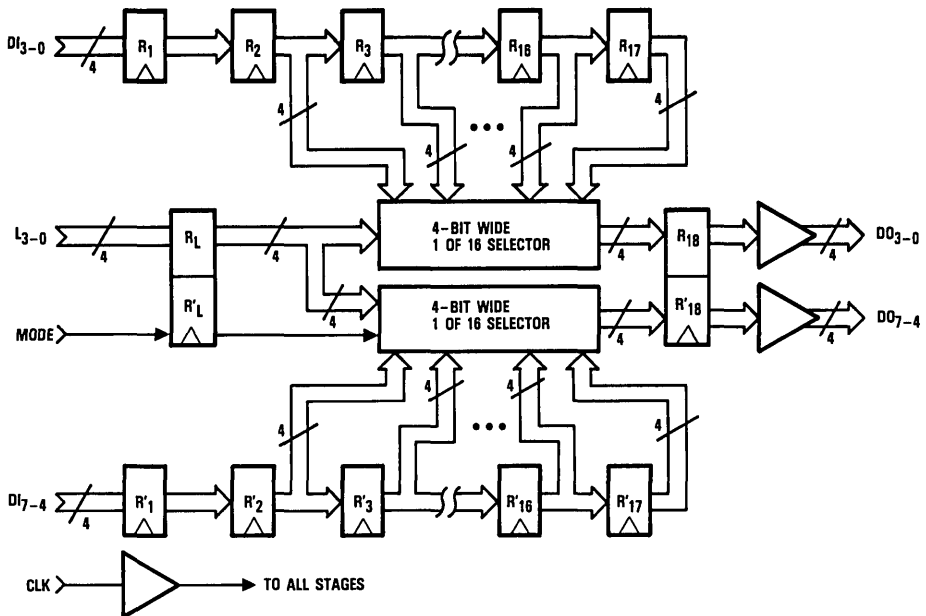 DI3-0
4
R1
R2
R3
R16
R17
4
4
4
4
L3-0
4
RL
4
4-BIT WIDE
1 OF 16 SELECTOR
4
R18
4
DO3-0
MODE
R'L
4
4-BIT WIDE
1 OF 16 SELECTOR
4
R'18
4
DO7-4
4
4
4
4
DI7-4
4
R'1
R'2
R'3
R'16
R'17
CLK
TO ALL STAGES